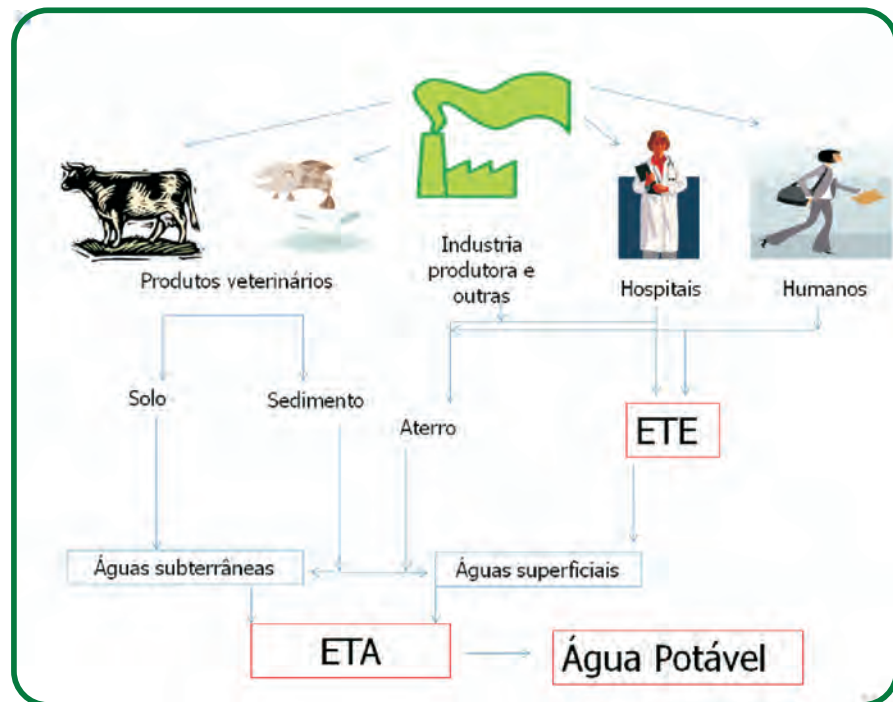 Produtos veterinários
Industria
produtora e
outras
Hospitais
Humanos
Solo
Sedimento
Aterro
ETE
Águas subterrâneas
Águas superficiais
ETA
Água Potável